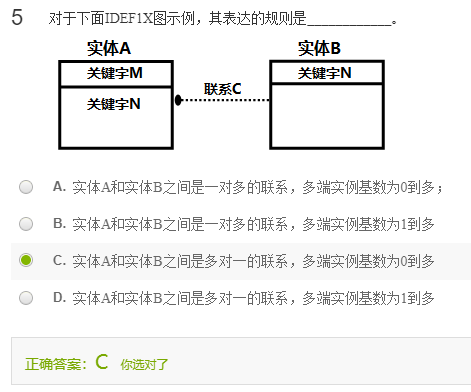 5 对于下面IDEF1X图示例，其表达的规则是____________。
实体A 实体B
关键字M 关键字N
关键字N 联系C
A. 实体A和实体B之间是一对多的联系，多端实例基数为0到多；
B. 实体A和实体B之间是一对多的联系，多端实例基数为1到多
C. 实体A和实体B之间是多对一的联系，多端实例基数为0到多
D. 实体A和实体B之间是多对一的联系，多端实例基数为1到多
正确答案：C 你选对了